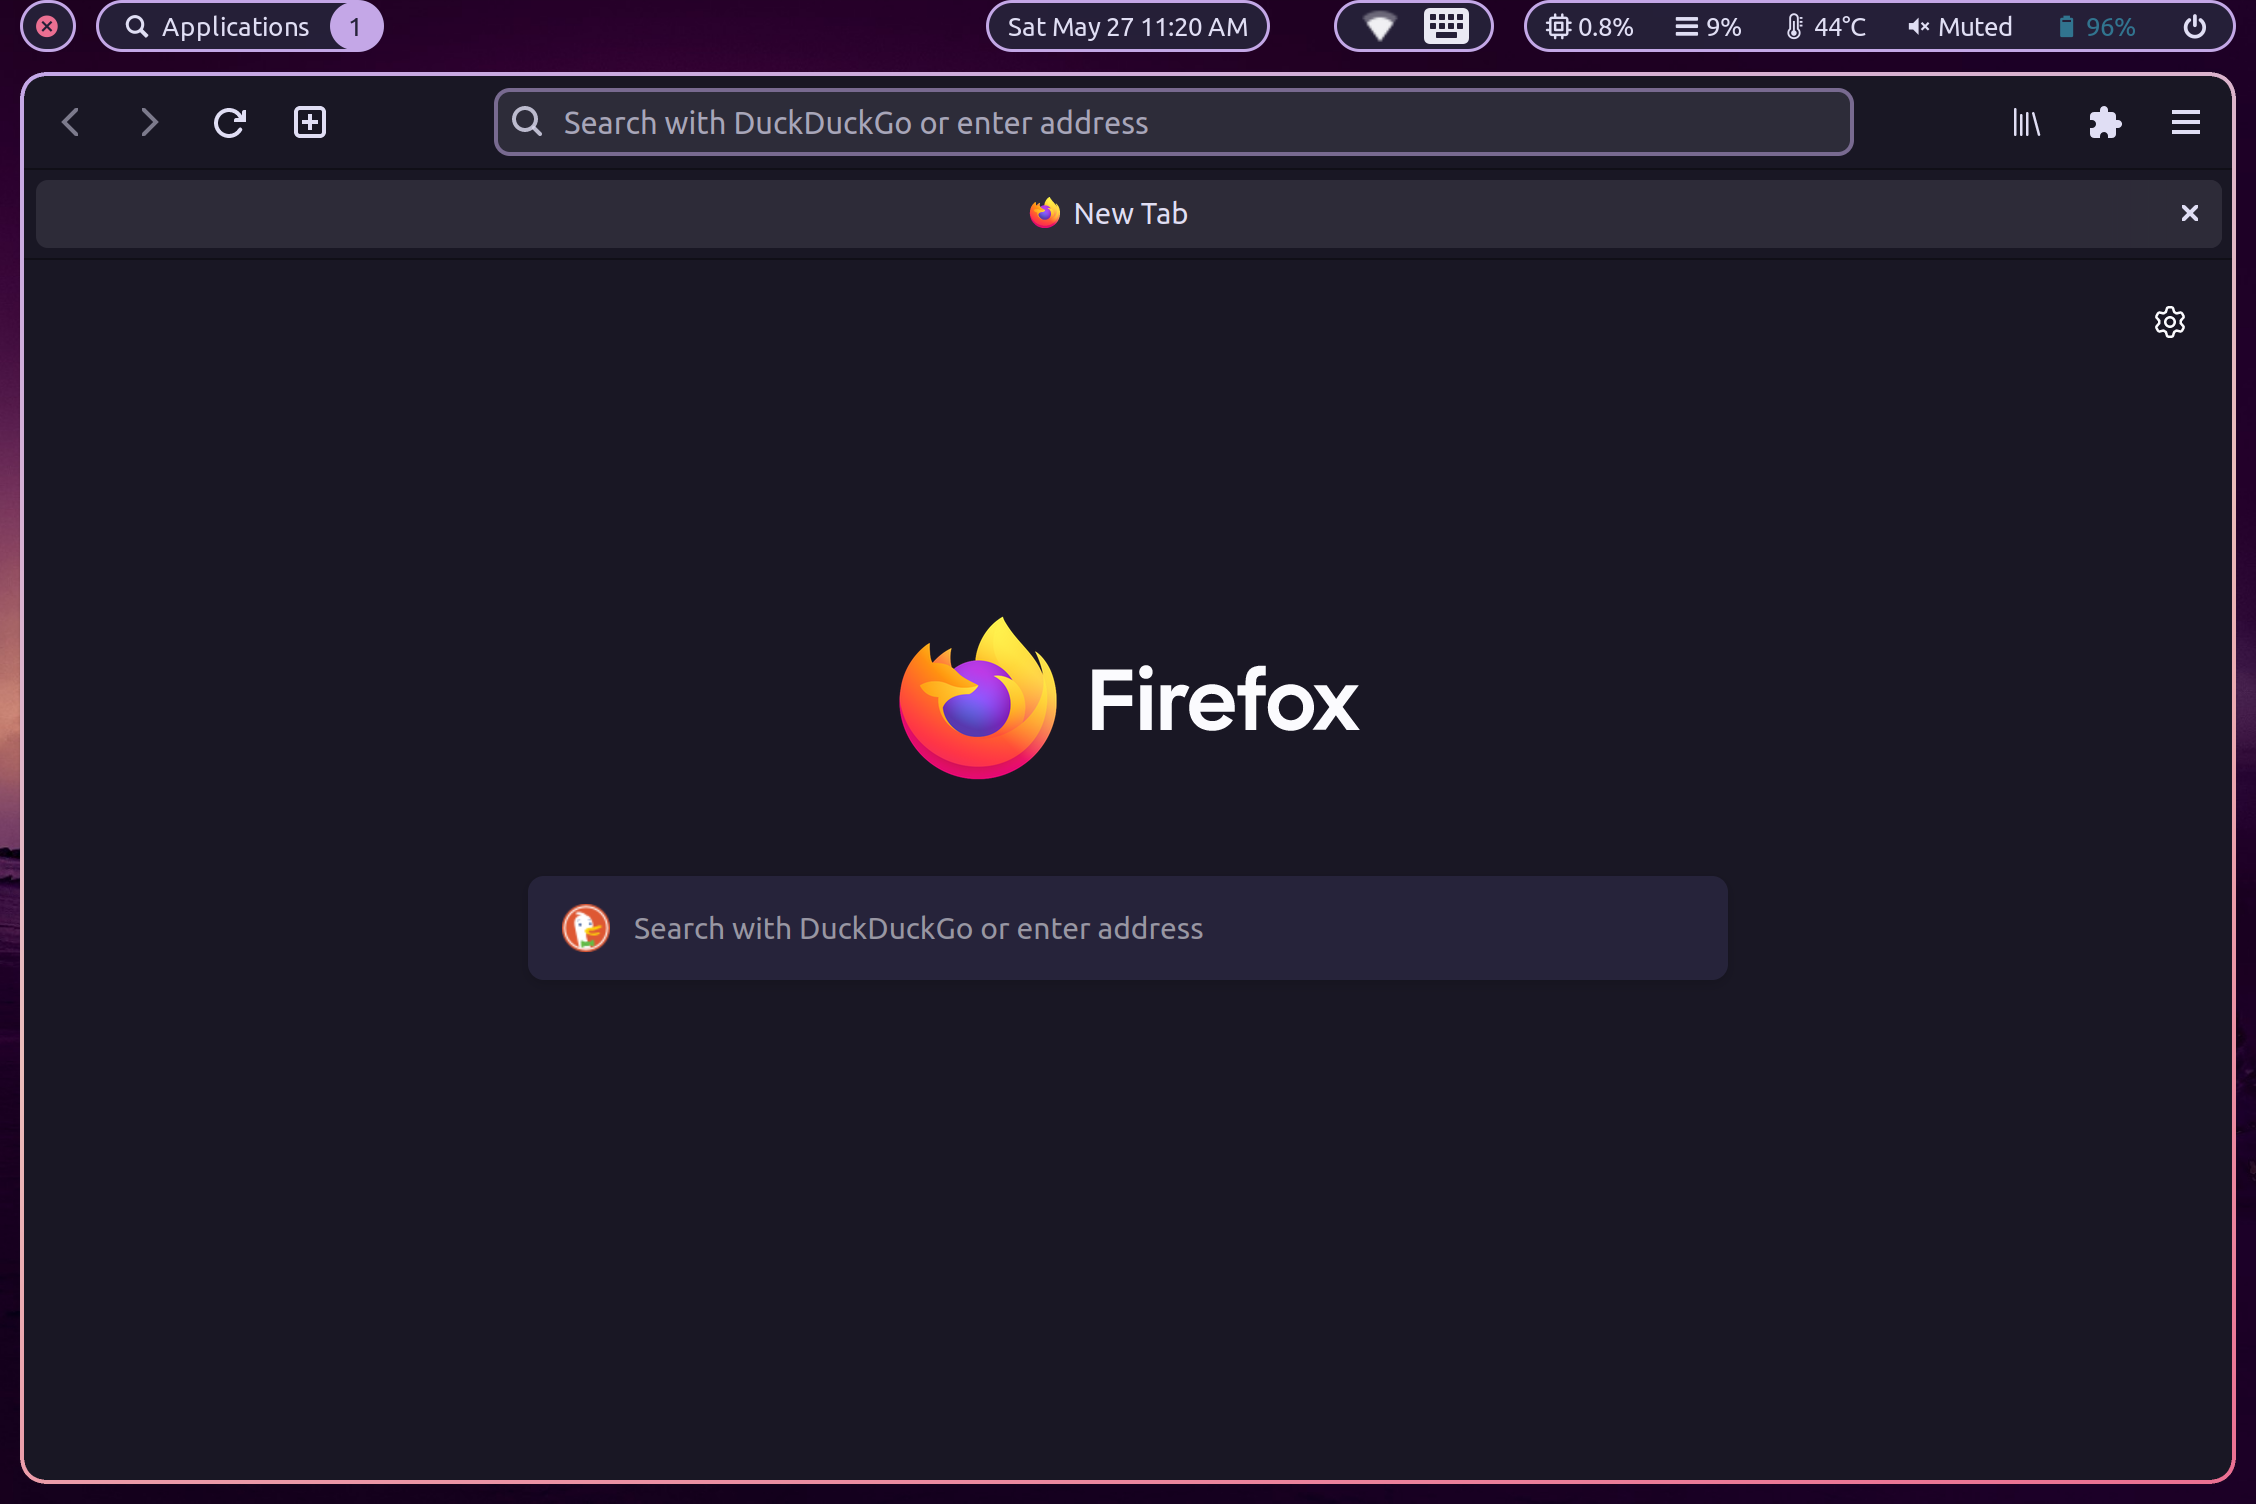 Applications 1
Sat May 27 11:20 AM
0.8% 9% 44°C Muted 96%
Search with DuckDuckGo or enter address
New Tab
Firefox
Search with DuckDuckGo or enter address